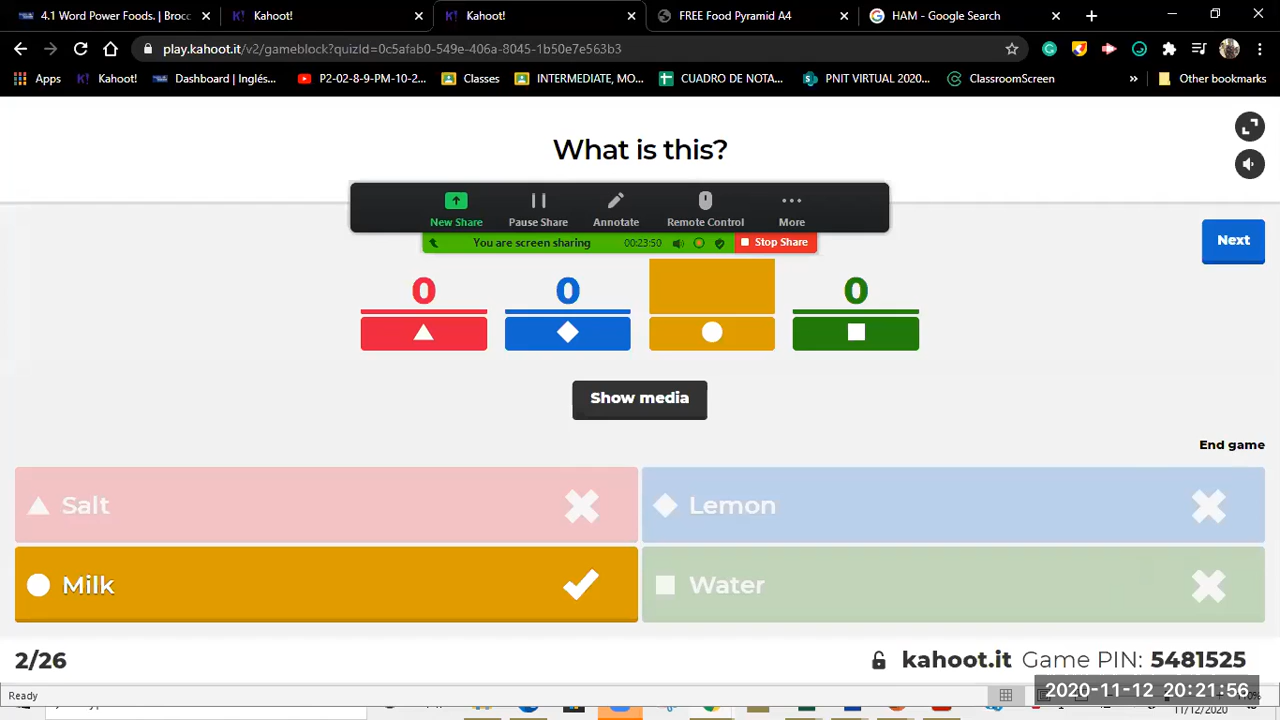 4.1 Word Power Foods. | Brocc
Kahoot!
Kahoot!
FREE Food Pyramid A4
HAM - Google Search
play.kahoot.it/v2/gameblock?quizId=0c5afab0-549e-406a-8045-1b50e7e563b3
Apps
Kahoot!
Dashboard | Inglés...
P2-02-8-9-PM-10-2...
Classes
INTERMEDIATE, MO...
CUADRO DE NOTA...
PNIT VIRTUAL 2020...
ClassroomScreen
»
Other bookmarks
What is this?
New Share
Pause Share
Annotate
Remote Control
More
You are screen sharing
00:23:50
Stop Share
Next
0
0
0
Show media
End game
Salt
Lemon
Milk
Water
2/26
kahoot.it Game PIN: 5481525
Ready
2020-11-12 20:21:56
11/12/2020